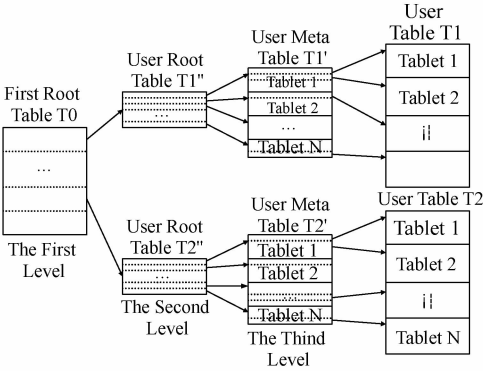 First Root
Table T0
...
The First
Level
User Root
Table T1"
...
User Root
Table T2"
...
The Second
Level
User Meta
Table T1'
Tablet 1
Tablet 2
...
Tablet N
User Meta
Table T2'
Tablet 1
Tablet 2
...
Tablet N
The Thind
Level
User
Table T1
Tablet 1
Tablet 2
¡¦
User Table T2
Tablet 1
Tablet 2
¡¦
Tablet N